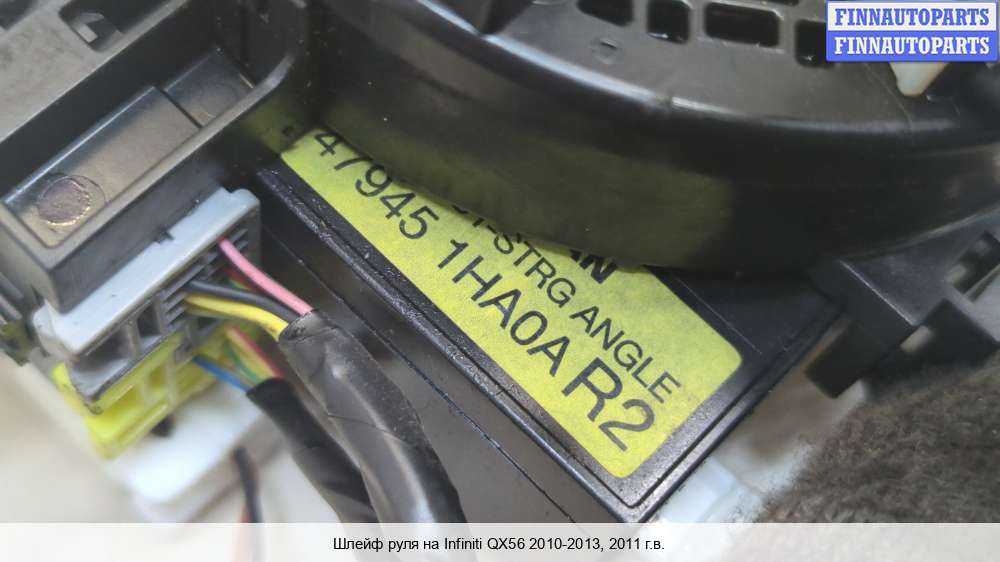 FINNAUTOPARTS
FINNAUTOPARTS
-STRG ANGLE
47945 1HA0A R2
Шлейф руля на Infiniti QX56 2010-2013, 2011 г.в.